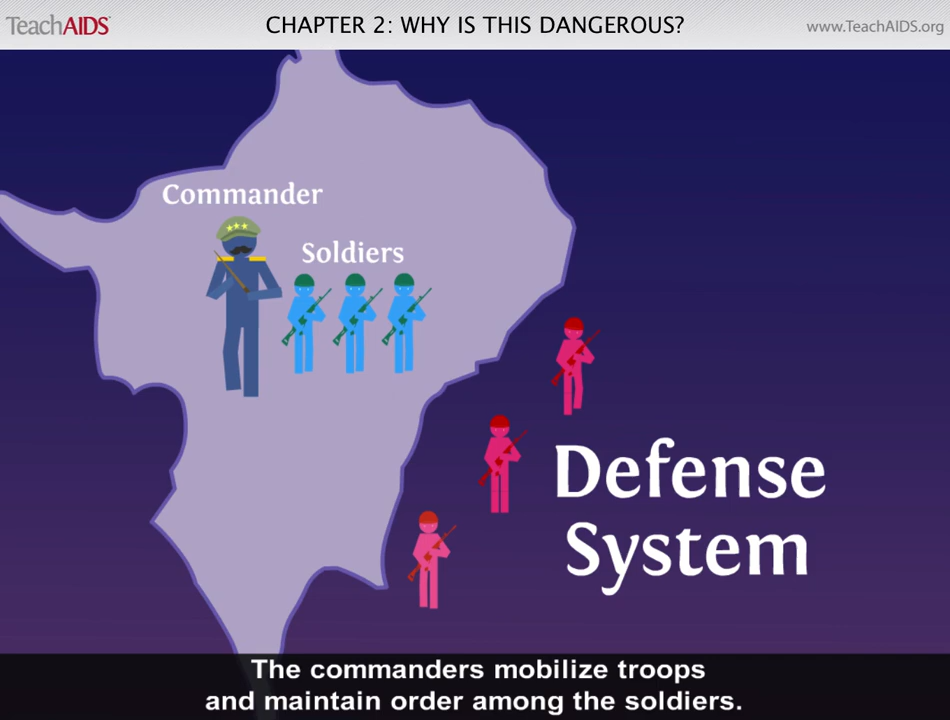 TeachAIDS
CHAPTER 2: WHY IS THIS DANGEROUS?
www.TeachAIDS.org
Commander
Soldiers
Defense
System
The commanders mobilize troops
and maintain order among the soldiers.